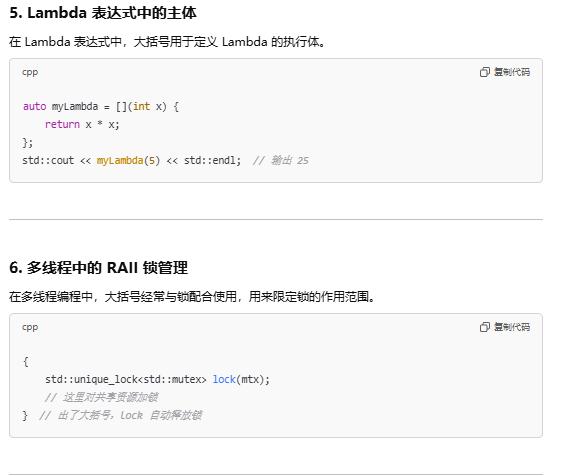 5. Lambda 表达式中的主体
在 Lambda 表达式中，大括号用于定义 Lambda 的执行体。
cpp 复制代码
auto myLambda = [](int x) {
    return x * x;
};
std::cout << myLambda(5) << std::endl;  // 输出 25
6. 多线程中的 RAII 锁管理
在多线程编程中，大括号经常与锁配合使用，用来限定锁的作用范围。
cpp 复制代码
{
    std::unique_lock<std::mutex> lock(mtx);
    // 这里对共享资源加锁
}  // 出了大括号，lock 自动释放锁